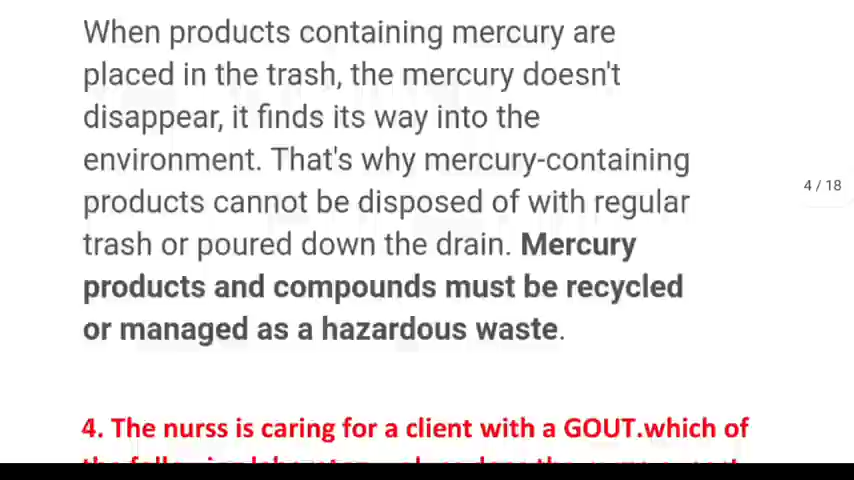 When products containing mercury are
placed in the trash, the mercury doesn't
disappear, it finds its way into the
environment. That's why mercury-containing
products cannot be disposed of with regular
trash or poured down the drain. Mercury
products and compounds must be recycled
or managed as a hazardous waste.
4 / 18
4. The nurss is caring for a client with a GOUT.which of